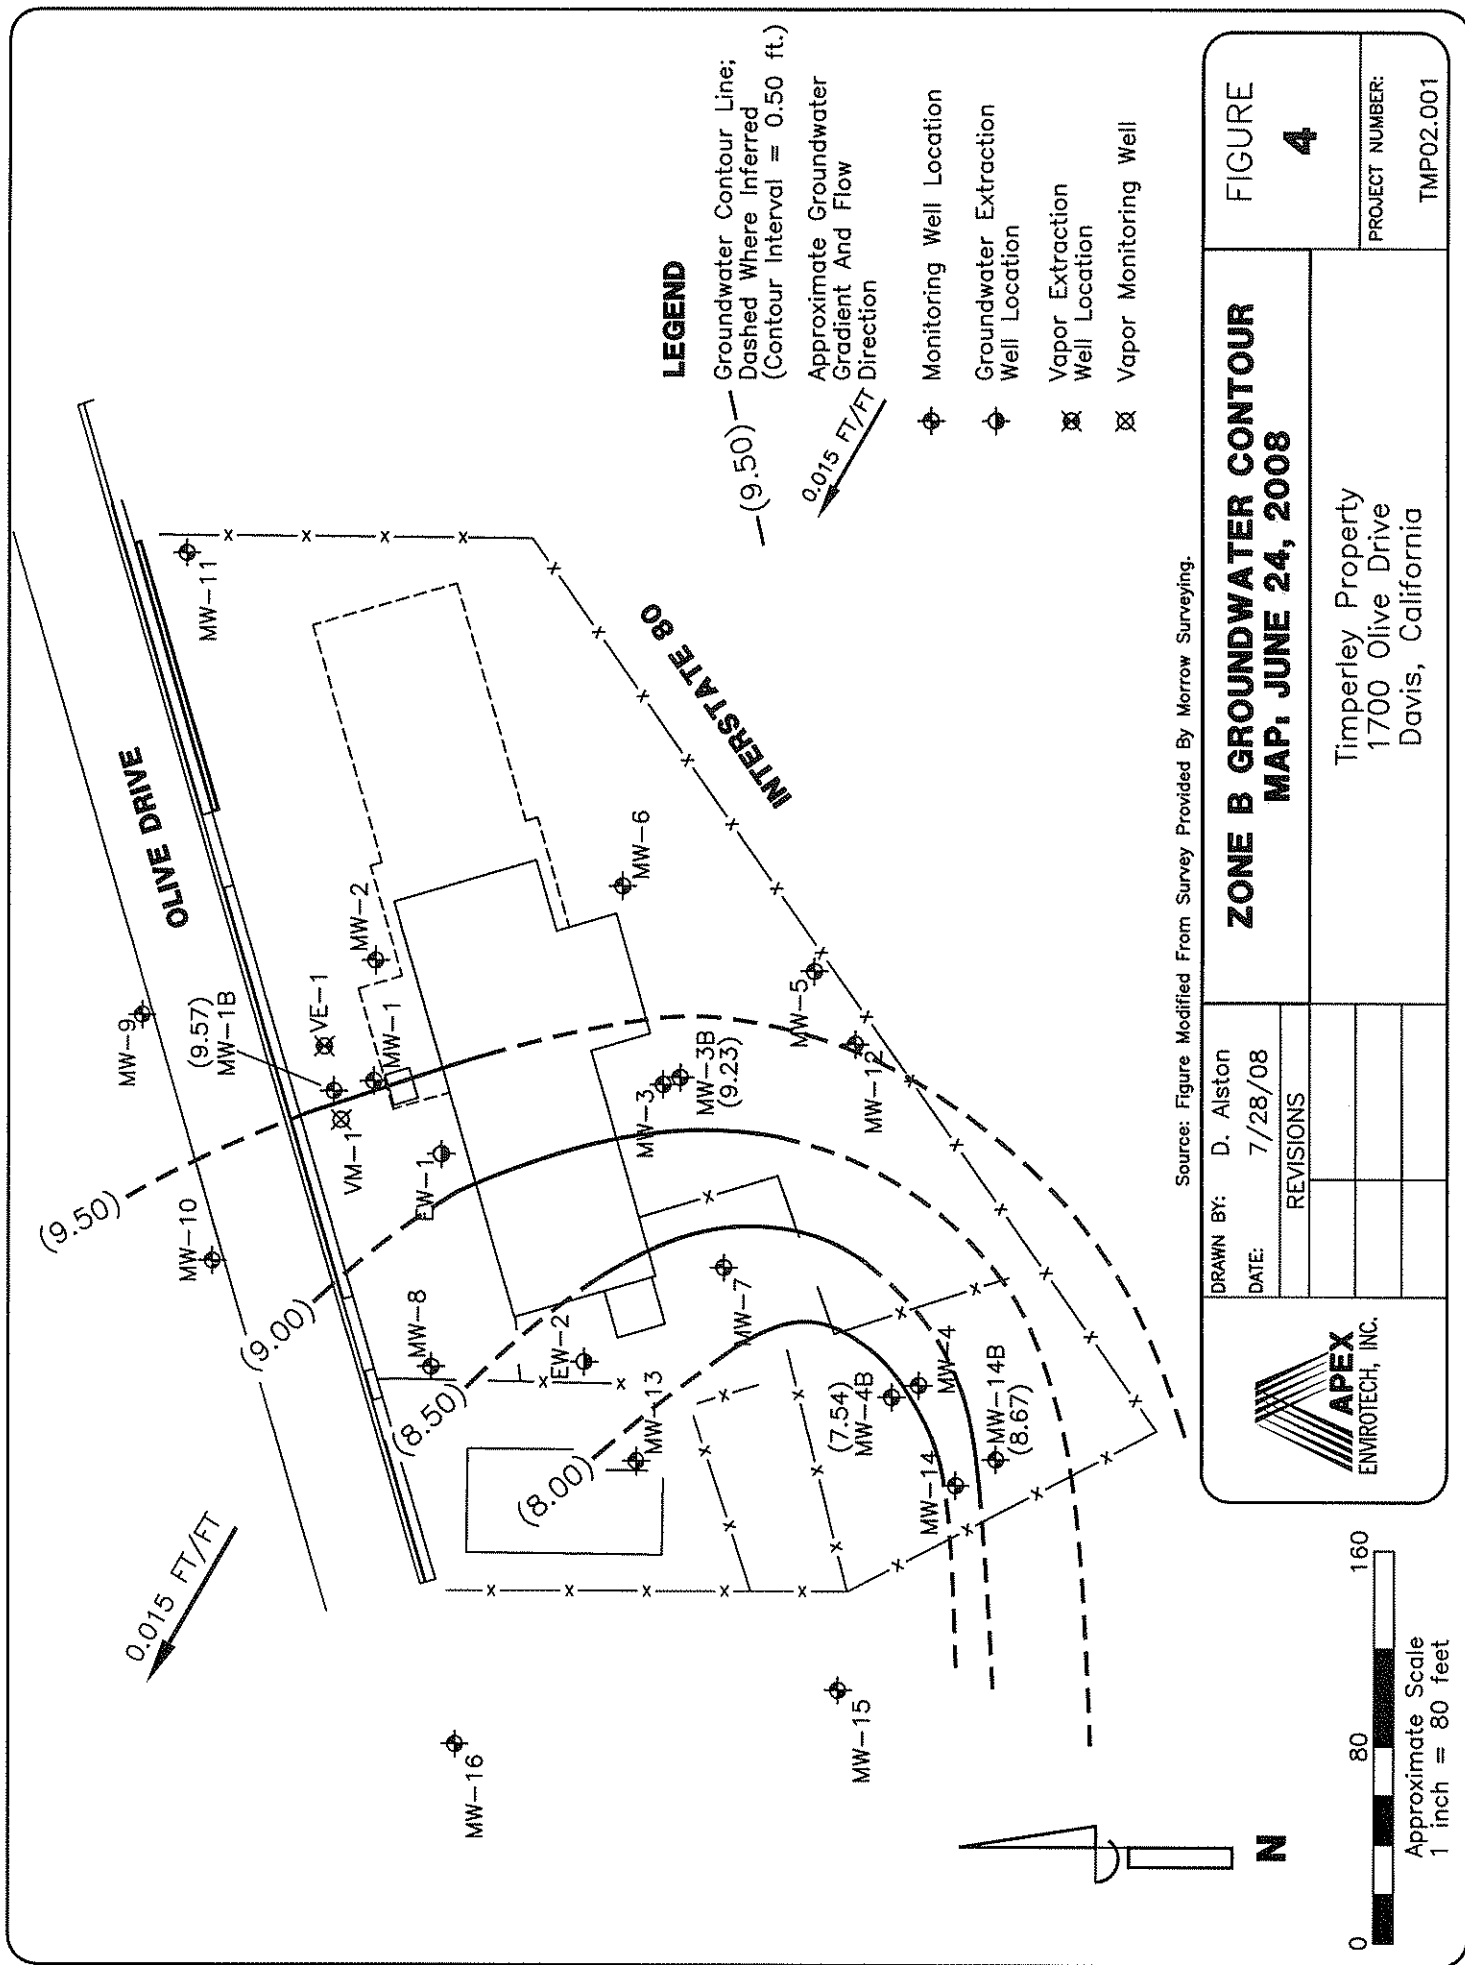 OLIVE DRIVE
INTERSTATE 80
0.015 FT/FT
(9.50)
(9.00)
(8.50)
(8.00)
MW-16
MW-15
MW-10
MW-9
MW-11
MW-8
VM-1
(9.57)
MW-1B
VE-1
MW-1
MW-2
EW-1
EW-2
MW-13
MW-3
MW-3B
(9.23)
MW-6
MW-7
MW-5
MW-12
(7.54)
MW-4B
MW-4
MW-14
MW-14B
(8.67)
N
0 80 160
Approximate Scale
1 inch = 80 feet
LEGEND
(9.50)
Groundwater Contour Line;
Dashed Where Inferred
(Contour Interval = 0.50 ft.)
0.015 FT/FT
Approximate Groundwater
Gradient And Flow
Direction
Monitoring Well Location
Groundwater Extraction
Well Location
Vapor Extraction
Well Location
Vapor Monitoring Well
Source: Figure Modified From Survey Provided By Morrow Surveying.
APEX
ENVIROTECH, INC.
DRAWN BY: D. Alston
DATE: 7/28/08
REVISIONS
ZONE B GROUNDWATER CONTOUR
MAP: JUNE 24, 2008
Timperley Property
1700 Olive Drive
Davis, California
FIGURE
4
PROJECT NUMBER:
TMP02.001